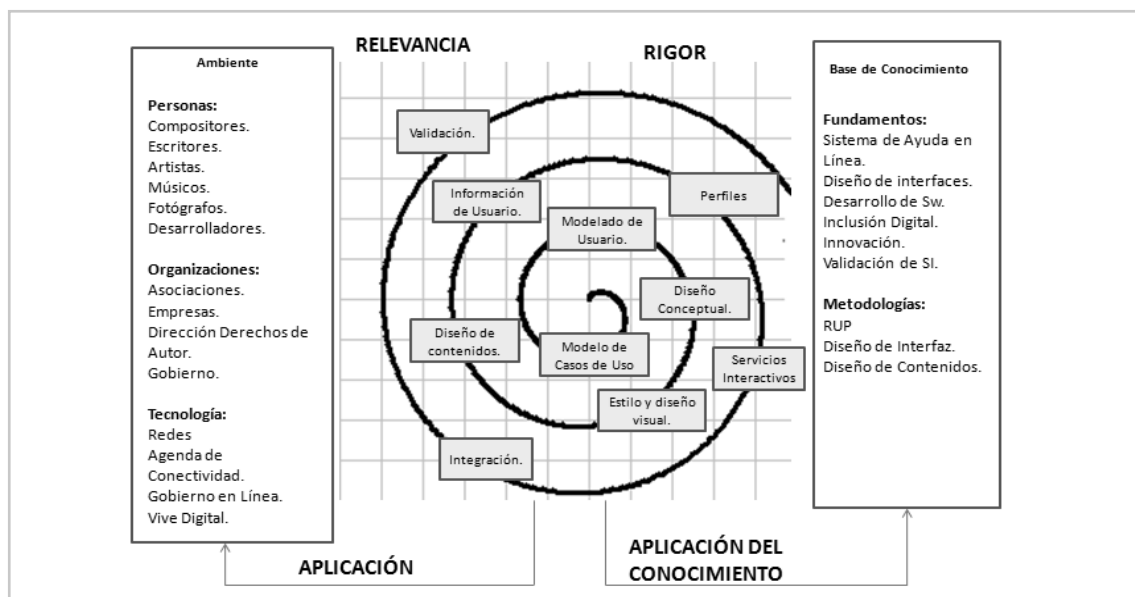 RELEVANCIA
RIGOR
Ambiente
Personas:
Compositores.
Escritores.
Artistas.
Músicos.
Fotógrafos.
Desarrolladores.
Organizaciones:
Asociaciones.
Empresas.
Dirección Derechos de
Autor.
Gobierno.
Tecnología:
Redes
Agenda de
Conectividad.
Gobierno en Línea.
Vive Digital.
Validación.
Información
de Usuario.
Perfiles
Modelado de
Usuario.
Diseño
Conceptual.
Diseño de
contenidos.
Modelo de
Casos de Uso
Servicios
Interactivos
Estilo y diseño
visual.
Integración.
Base de Conocimiento
Fundamentos:
Sistema de Ayuda en
Línea.
Diseño de interfaces.
Desarrollo de Sw.
Inclusión Digital.
Innovación.
Validación de SI.
Metodologías:
RUP
Diseño de Interfaz.
Diseño de Contenidos.
APLICACIÓN
APLICACIÓN DEL
CONOCIMIENTO